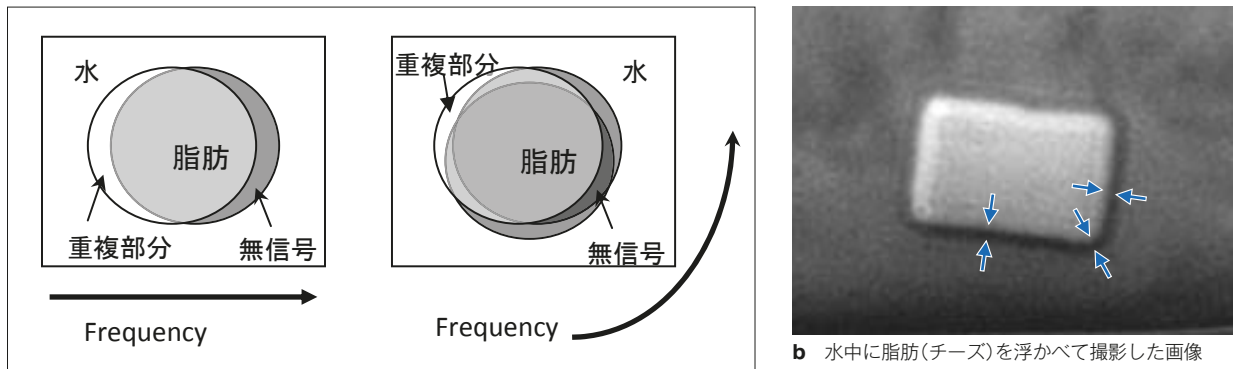 水
重複部分
脂肪
無信号
Frequency
重複部分
水
脂肪
無信号
Frequency
b 水中に脂肪(チーズ)を浮かべて撮影した画像